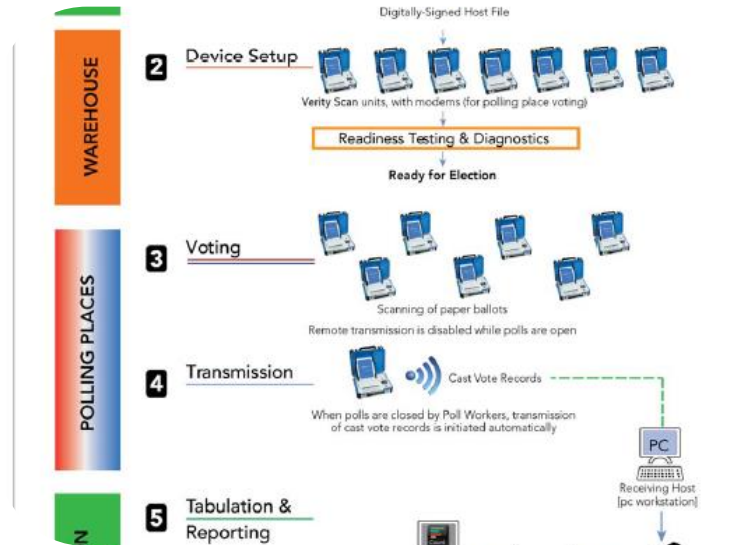 Digitally-Signed Host File
WAREHOUSE
2 Device Setup
Verity Scan units, with modems (for polling place voting)
Readiness Testing & Diagnostics
Ready for Election
POLLING PLACES
3 Voting
Scanning of paper ballots
Remote transmission is disabled while polls are open
4 Transmission
Cast Vote Records
When polls are closed by Poll Workers, transmission
of cast vote records is initiated automatically
PC
Receiving Host
[pc workstation]
N
5 Tabulation &
Reporting
Count